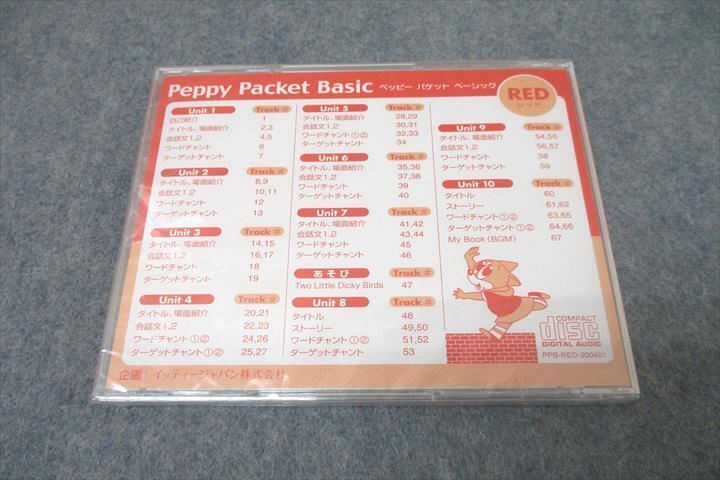 Peppy Packet Basic ペッピー パケット ベーシック
RED
レッド
Unit 1 Track #
自己紹介 1
タイトル、場面紹介 2,3
会話文1,2 4,5
ワードチャント 6
ターゲットチャント 7
Unit 2 Track #
タイトル、場面紹介 8,9
会話文1,2 10,11
ワードチャント 12
ターゲットチャント 13
Unit 3 Track #
タイトル、場面紹介 14,15
会話文1,2 16,17
ワードチャント 18
ターゲットチャント 19
Unit 4 Track #
タイトル、場面紹介 20,21
会話文1,2 22,23
ワードチャント①② 24,26
ターゲットチャント①② 25,27
Unit 5 Track #
タイトル、場面紹介 28,29
会話文1,2 30,31
ワードチャント①② 32,33
ターゲットチャント 34
Unit 6 Track #
タイトル、場面紹介 35,36
会話文1,2 37,38
ワードチャント 39
ターゲットチャント 40
Unit 7 Track #
タイトル、場面紹介 41,42
会話文1,2 43,44
ワードチャント 45
ターゲットチャント 46
あそび Track #
Two Little Dicky Birds 47
Unit 8 Track #
タイトル 48
ストーリー 49,50
ワードチャント①② 51,52
ターゲットチャント 53
Unit 9 Track #
タイトル、場面紹介 54,55
会話文1,2 56,57
ワードチャント 58
ターゲットチャント 59
Unit 10 Track #
タイトル 60
ストーリー 61,62
ワードチャント①② 63,65
ターゲットチャント①② 64,66
My Book (BGM) 67
COMPACT
disc
DIGITAL AUDIO
PPB-RED-200401
企画：イッティージャパン株式会社